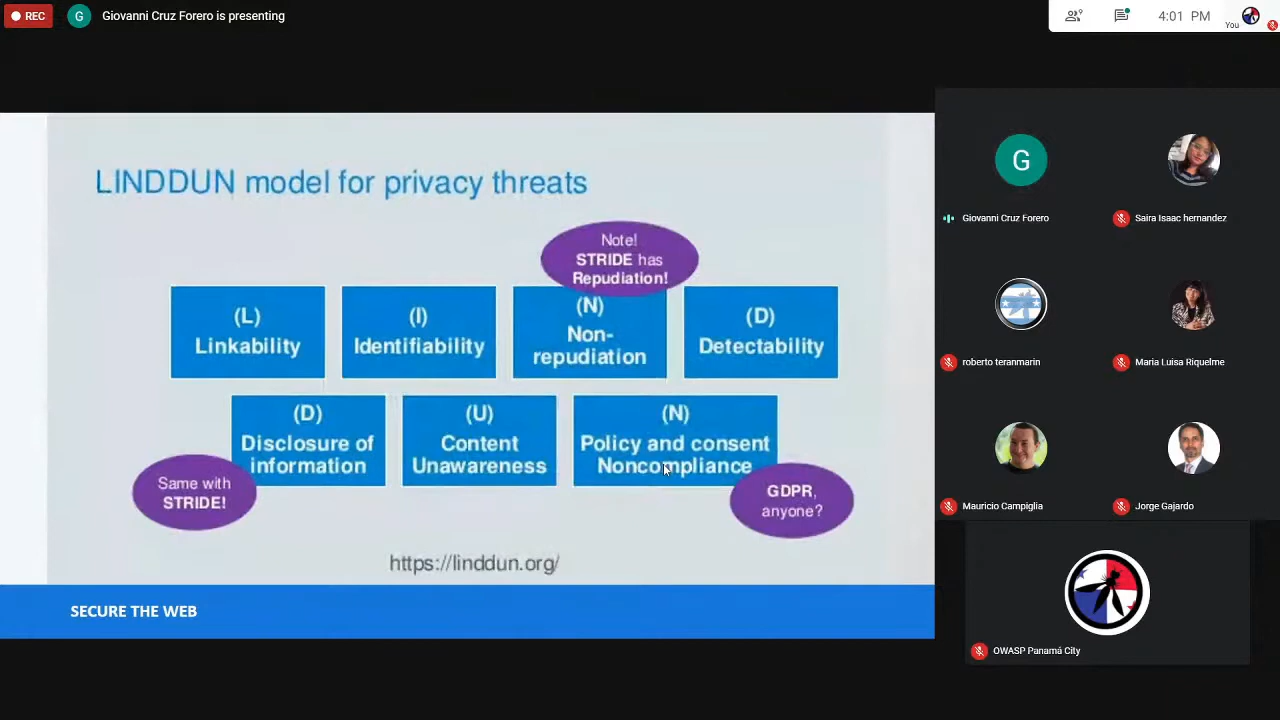 REC
G
Giovanni Cruz Forero is presenting
9
4:01 PM
You
LINDDUN model for privacy threats
Note!
STRIDE has
Repudiation!
(L)
Linkability
(I)
Identifiability
(N)
Non-
repudiation
(D)
Detectability
(D)
Disclosure of
information
(U)
Content
Unawareness
(N)
Policy and consent
Noncompliance
Same with
STRIDE!
GDPR,
anyone?
https://linddun.org/
SECURE THE WEB
G
Giovanni Cruz Forero
Saira Isaac hernandez
roberto teranmarin
Maria Luisa Riquelme
Mauricio Campiglia
Jorge Gajardo
OWASP Panamá City